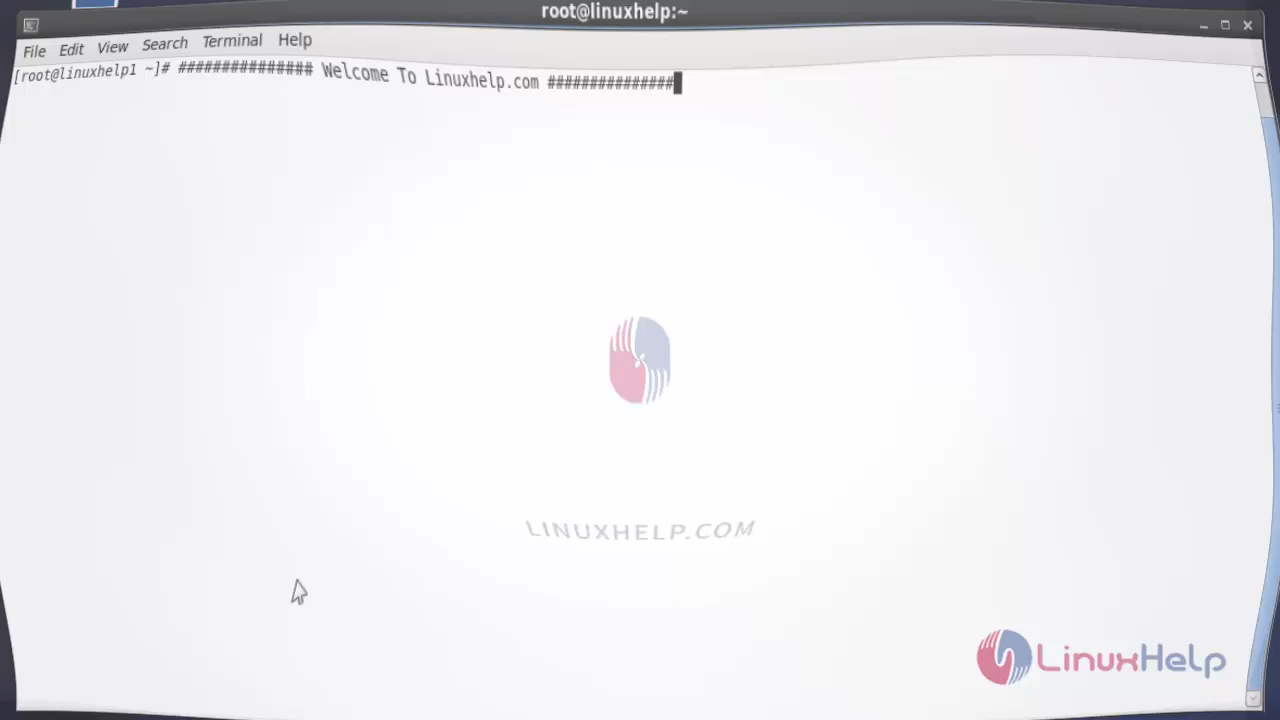 root@linuxhelp:~
File Edit View Search Terminal Help
[root@linuxhelp1 ~]# ############### Welcome To Linuxhelp.com ###############
LINUXHELP.COM
LinuxHelp